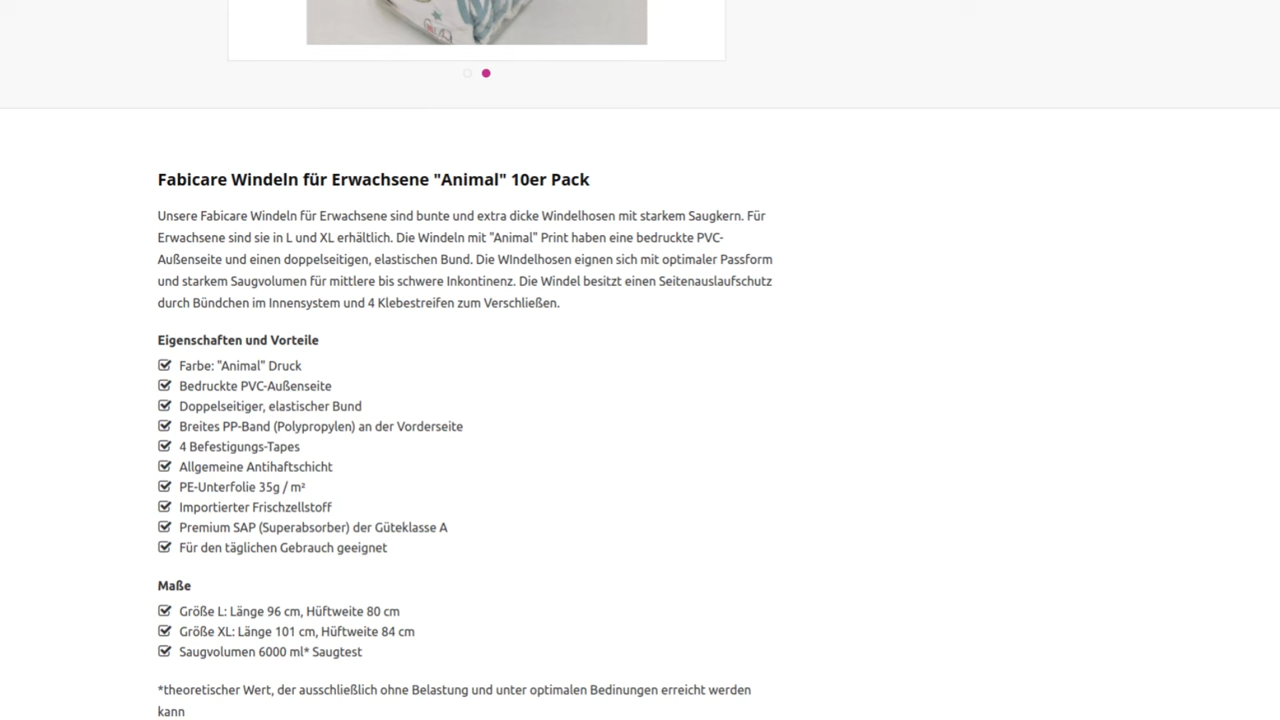 Fabicare Windeln für Erwachsene "Animal" 10er Pack
Unsere Fabicare Windeln für Erwachsene sind bunte und extra dicke Windelhosen mit starkem Saugkern. Für
Erwachsene sind sie in L und XL erhältlich. Die Windeln mit "Animal" Print haben eine bedruckte PVC-
Außenseite und einen doppelseitigen, elastischen Bund. Die WIndelhosen eignen sich mit optimaler Passform
und starkem Saugvolumen für mittlere bis schwere Inkontinenz. Die Windel besitzt einen Seitenauslaufschutz
durch Bündchen im Innensystem und 4 Klebestreifen zum Verschließen.
Eigenschaften und Vorteile
Farbe: "Animal" Druck
Bedruckte PVC-Außenseite
Doppelseitiger, elastischer Bund
Breites PP-Band (Polypropylen) an der Vorderseite
4 Befestigungs-Tapes
Allgemeine Antihaftschicht
PE-Unterfolie 35g / m²
Importierter Frischzellstoff
Premium SAP (Superabsorber) der Güteklasse A
Für den täglichen Gebrauch geeignet
Maße
Größe L: Länge 96 cm, Hüftweite 80 cm
Größe XL: Länge 101 cm, Hüftweite 84 cm
Saugvolumen 6000 ml* Saugtest
*theoretischer Wert, der ausschließlich ohne Belastung und unter optimalen Bedinungen erreicht werden
kann